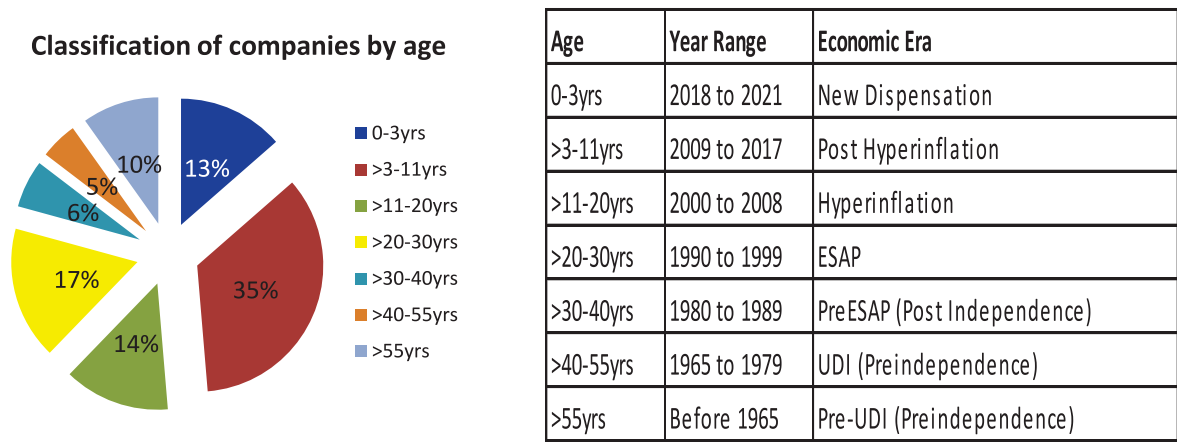 Classification of companies by age
13%
35%
14%
17%
6%
5%
10%
0-3yrs
>3-11yrs
>11-20yrs
>20-30yrs
>30-40yrs
>40-55yrs
>55yrs
Age Year Range Economic Era
0-3yrs 2018 to 2021 New Dispensation
>3-11yrs 2009 to 2017 Post Hyperinflation
>11-20yrs 2000 to 2008 Hyperinflation
>20-30yrs 1990 to 1999 ESAP
>30-40yrs 1980 to 1989 PreESAP (Post Independence)
>40-55yrs 1965 to 1979 UDI (Preindependence)
>55yrs Before 1965 Pre-UDI (Preindependence)